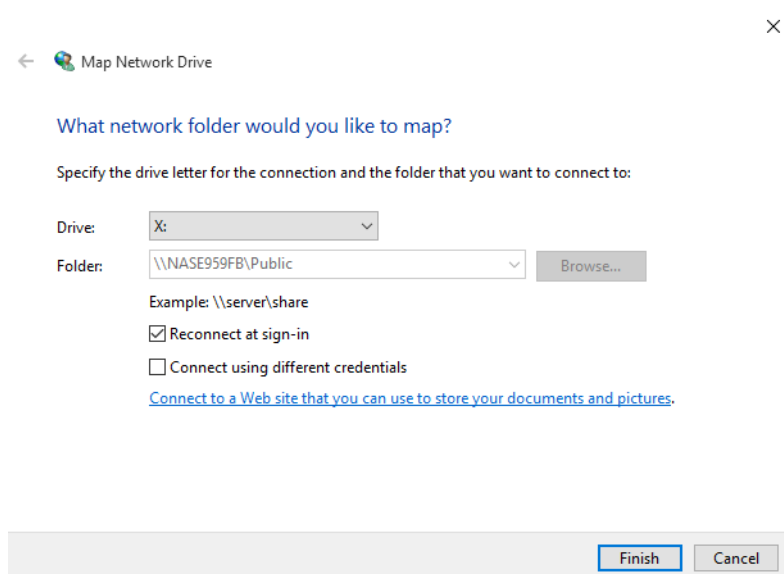 Map Network Drive
What network folder would you like to map?
Specify the drive letter for the connection and the folder that you want to connect to:
Drive: X:
Folder: \\NASE959FB\Public Browse...
Example: \\server\share
Reconnect at sign-in
Connect using different credentials
Connect to a Web site that you can use to store your documents and pictures.
Finish Cancel